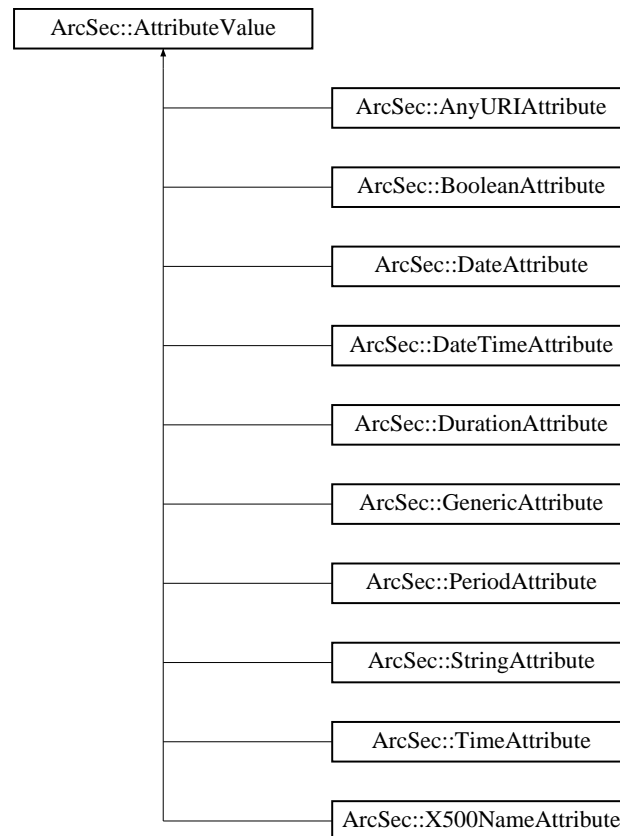 ArcSec::AttributeValue
ArcSec::AnyURIAttribute
ArcSec::BooleanAttribute
ArcSec::DateAttribute
ArcSec::DateTimeAttribute
ArcSec::DurationAttribute
ArcSec::GenericAttribute
ArcSec::PeriodAttribute
ArcSec::StringAttribute
ArcSec::TimeAttribute
ArcSec::X500NameAttribute